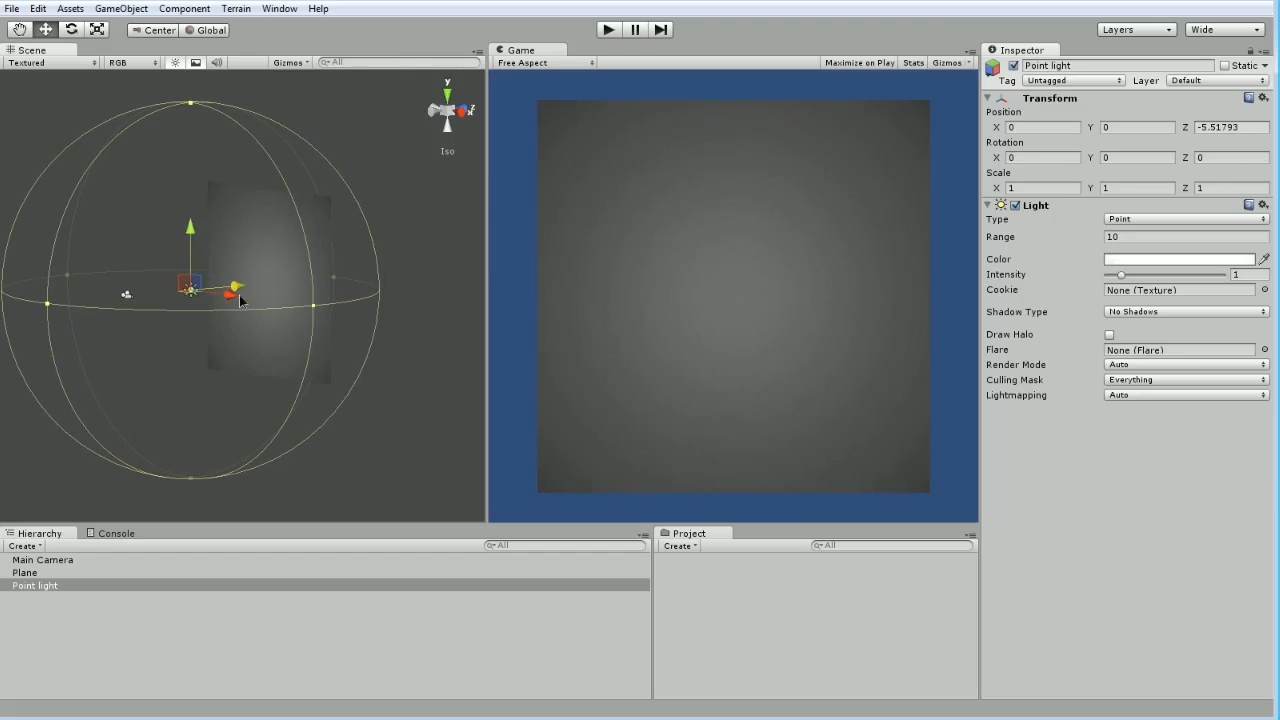 File Edit Assets GameObject Component Terrain Window Help
Center Global Layers Wide
Scene Game Inspector
Textured RGB Gizmos All Free Aspect Maximize on Play Stats Gizmos Point light Static
Tag Untagged Layer Default
y
z
x
Iso
Transform
Position
X 0 Y 0 Z -5.51793
Rotation
X 0 Y 0 Z 0
Scale
X 1 Y 1 Z 1
Light
Type Point
Range 10
Color
Intensity 1
Cookie None (Texture)
Shadow Type No Shadows
Draw Halo
Flare None (Flare)
Render Mode Auto
Culling Mask Everything
Lightmapping Auto
Hierarchy Console Project
Create All Create All
Main Camera
Plane
Point light